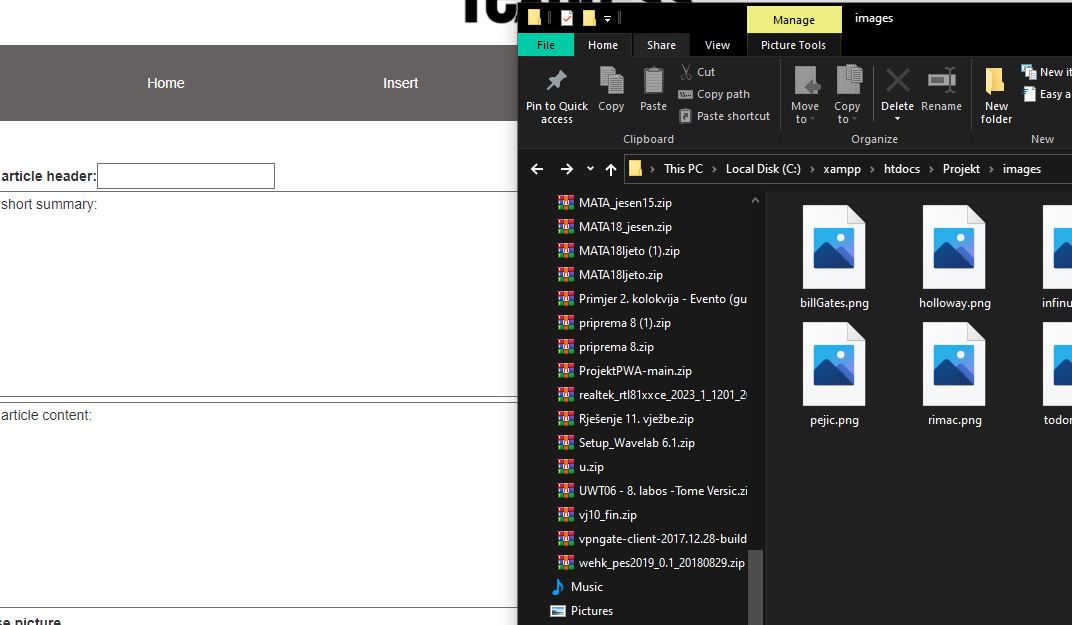 Home
Insert
article header:
short summary:
article content:
se picture
Manage
images
File
Home
Share
View
Picture Tools
Pin to Quick
access
Copy
Paste
Cut
Copy path
Paste shortcut
Clipboard
Move
to
Copy
to
Delete
Rename
Organize
New
folder
New it
Easy a
New
This PC
Local Disk (C:)
xampp
htdocs
Projekt
images
MATA_jesen15.zip
MATA18_jesen.zip
MATA18ljeto (1).zip
MATA18ljeto.zip
Primjer 2. kolokvija - Evento (gu
priprema 8 (1).zip
priprema 8.zip
ProjektPWA-main.zip
realtek_rtl81xxce_2023_1_1201_20
Rješenje 11. vježbe.zip
Setup_Wavelab 6.1.zip
u.zip
UWT06 - 8. labos -Tome Versic.zi
vj10_fin.zip
vpngate-client-2017.12.28-build
wehk_pes2019_0.1_20180829.zip
Music
Pictures
billGates.png
holloway.png
infinu
pejic.png
rimac.png
todor